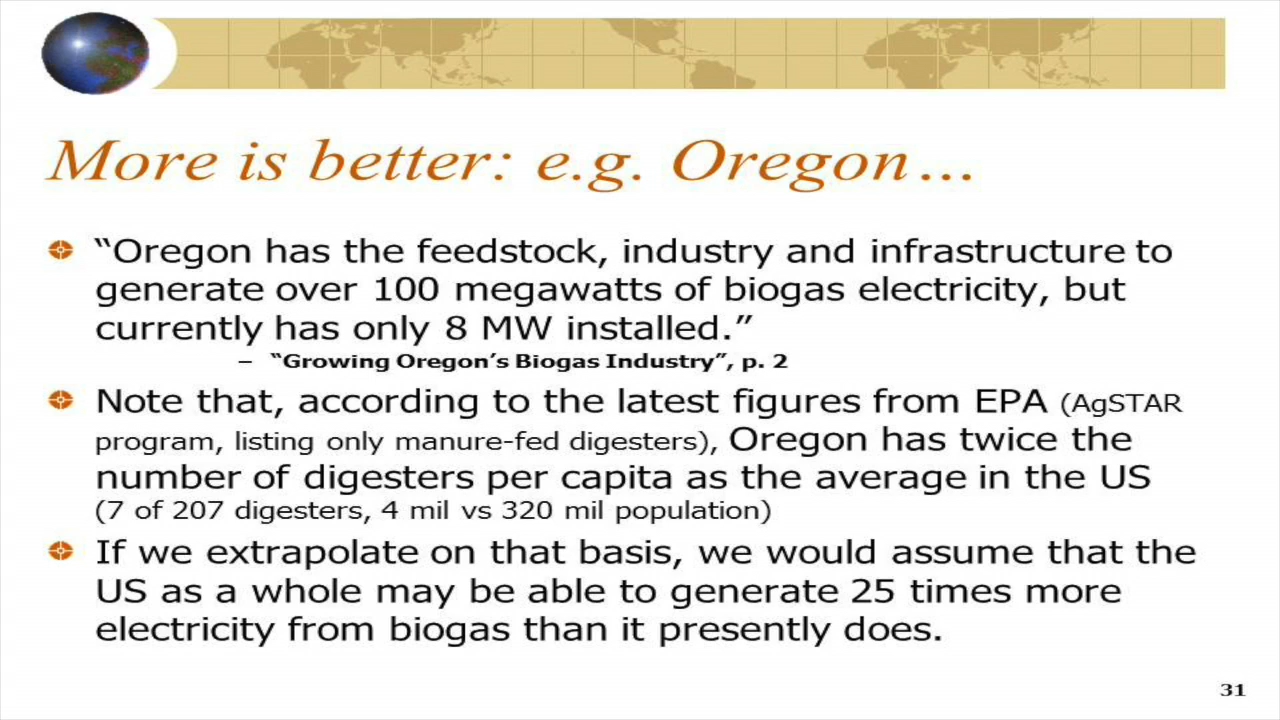 More is better: e.g. Oregon…
“Oregon has the feedstock, industry and infrastructure to
generate over 100 megawatts of biogas electricity, but
currently has only 8 MW installed.”
– “Growing Oregon’s Biogas Industry”, p. 2
Note that, according to the latest figures from EPA (AgSTAR
program, listing only manure-fed digesters), Oregon has twice the
number of digesters per capita as the average in the US
(7 of 207 digesters, 4 mil vs 320 mil population)
If we extrapolate on that basis, we would assume that the
US as a whole may be able to generate 25 times more
electricity from biogas than it presently does.
31